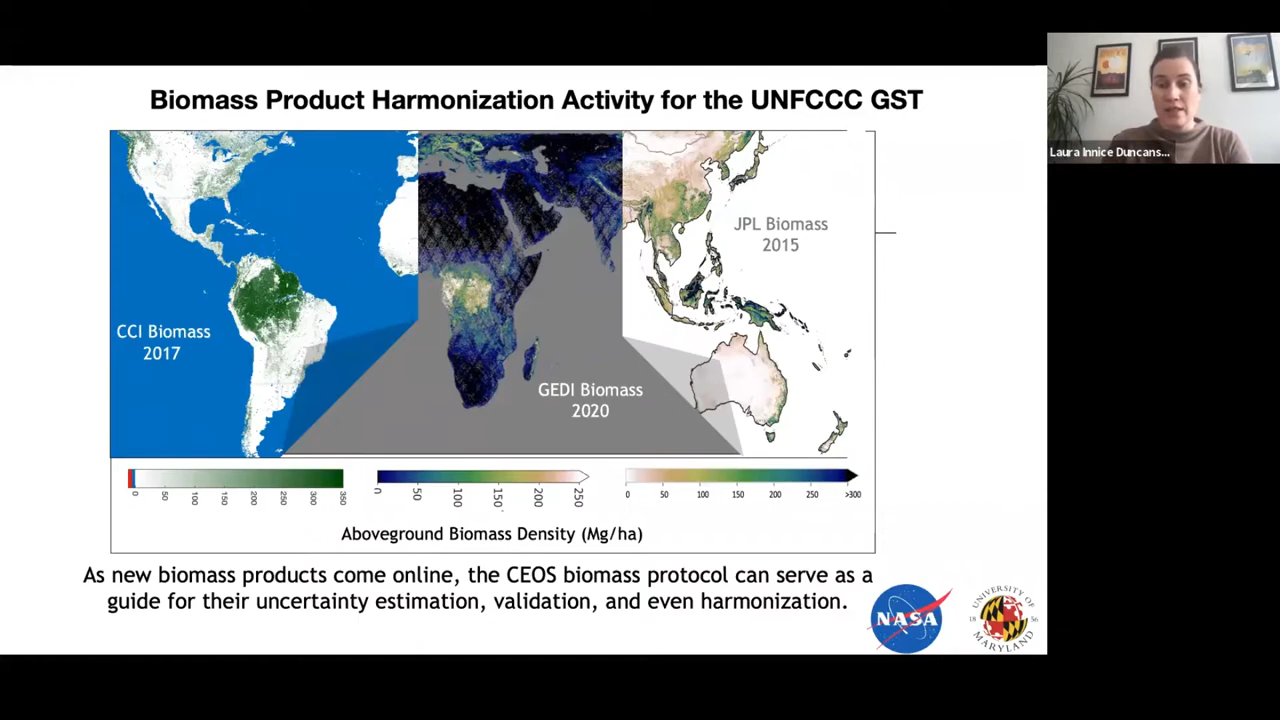 Biomass Product Harmonization Activity for the UNFCCC GST
CCI Biomass
2017
GEDI Biomass
2020
JPL Biomass
2015
0 50 100 150 200 250 300 350
0 50 100 150 200 250
0 50 100 150 200 250 >300
Aboveground Biomass Density (Mg/ha)
As new biomass products come online, the CEOS biomass protocol can serve as a
guide for their uncertainty estimation, validation, and even harmonization.
NASA
UNIVERSITY OF
18 56
MARYLAND
Laura Innice Duncans...